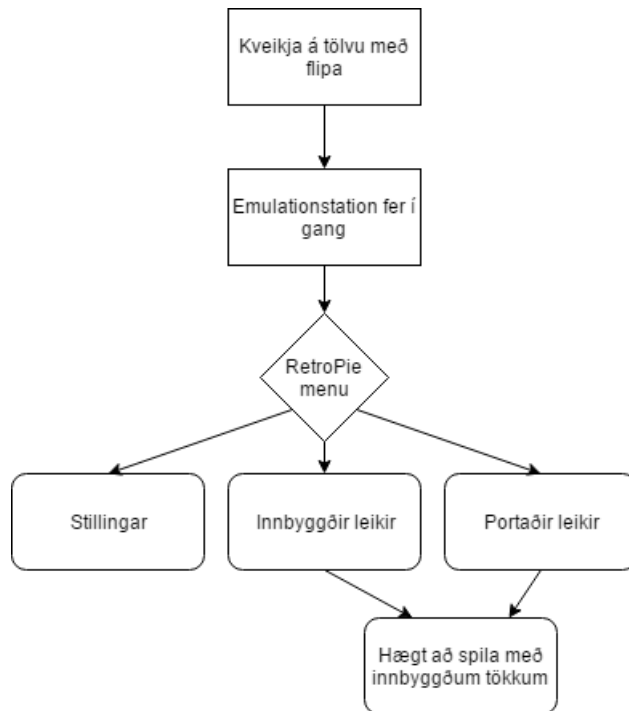 Kveikja á tölvu með
flipa
Emulationstation fer í
gang
RetroPie
menu
Stillingar
Innbyggðir leikir
Portaðir leikir
Hægt að spila með
innbyggðum tökkum